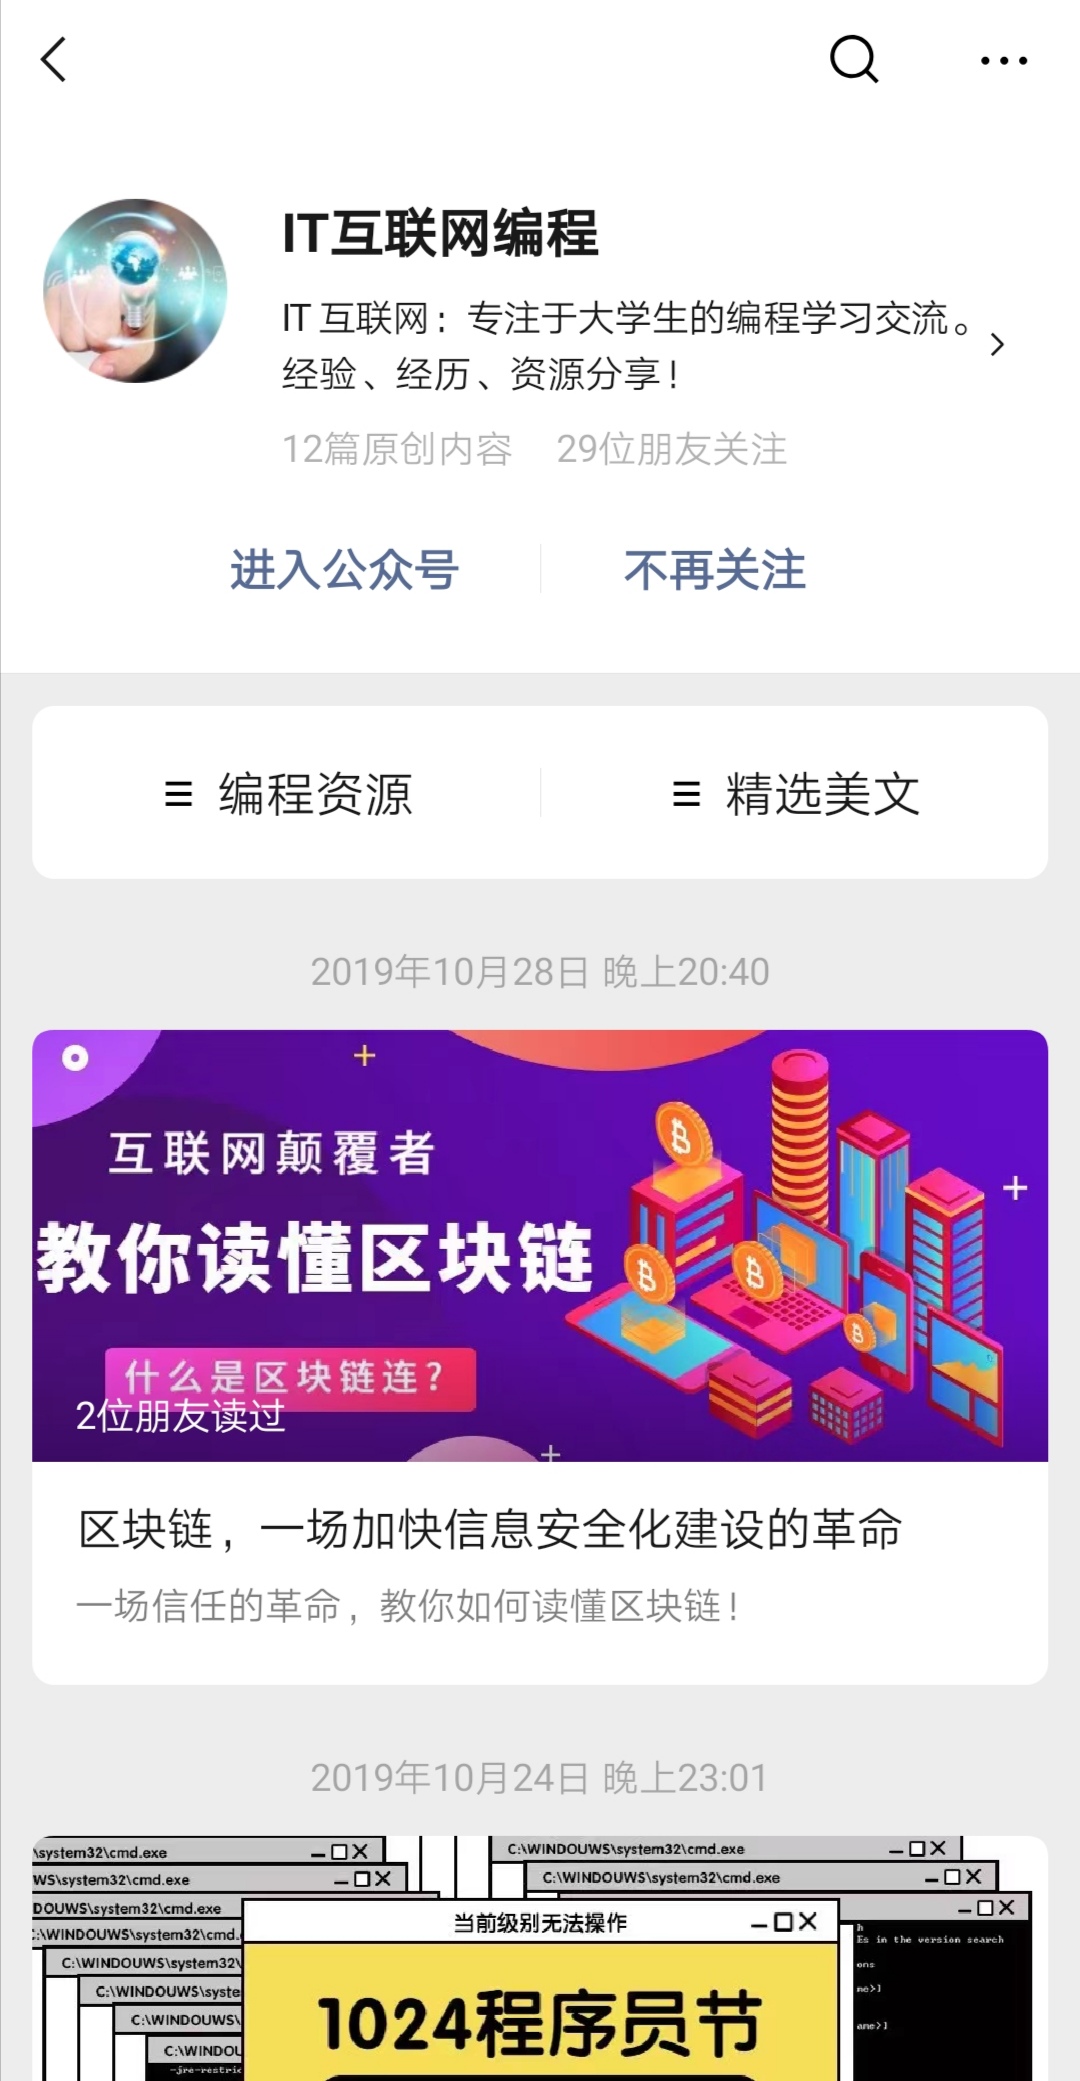 IT互联网编程
IT 互联网：专注于大学生的编程学习交流。
经验、经历、资源分享！
12篇原创内容 29位朋友关注
进入公众号 不再关注
编程资源 精选美文
2019年10月28日 晚上20:40
互联网颠覆者
教你读懂区块链
什么是区块链连？
2位朋友读过
区块链，一场加快信息安全化建设的革命
一场信任的革命，教你如何读懂区块链！
2019年10月24日 晚上23:01
\system32\cmd.exe
C:\WINDOUWS\system32\cmd.exe
WS\system32\cmd.exe
C:\WINDOUWS\system32\cmd.exe
DOUWS\system32\cmd.exe
当前级别无法操作
:\WINDOUWS\system32\cmd.
C:\WINDOUWS\system32\
C:\WINDOUWS\syste
C:\WINDOUWS\
C:\WINDOU
-jre-restric
h
Es in the version search
ons
me>]
ame>]
1024程序员节